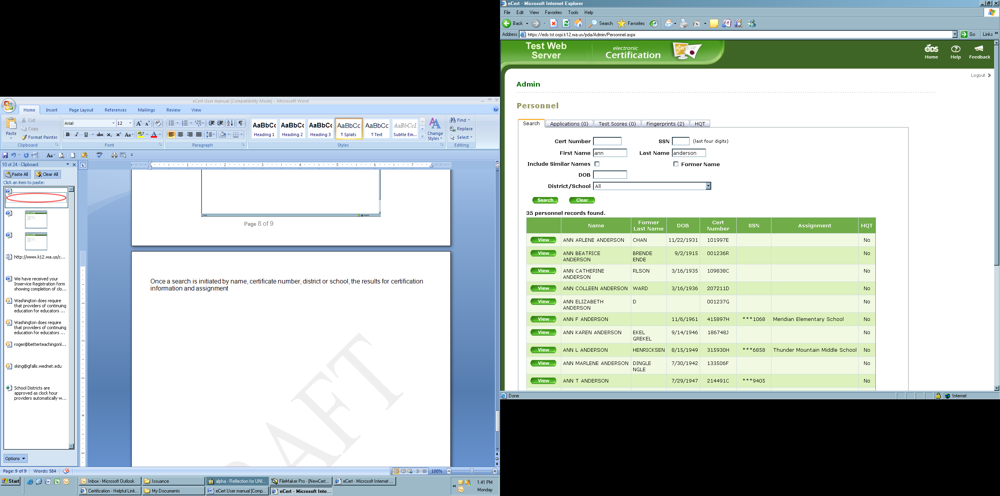 eCert User manual [Compatibility Mode] - Microsoft Word
Home Insert Page Layout References Mailings Review View
Paste
Cut
Copy
Format Painter
Clipboard
Arial 12
Font
Paragraph
AaBbCc AaBbCc AaBbCc AaBbCc AaBbCc AaBbCcL
Heading 1 Heading 2 Heading 3 ¶ Splats ¶ Text Subtle Em...
Change Styles
Styles
Find
Replace
Select
Editing
10 of 24 - Clipboard
Paste All Clear All
Click an item to paste:
http://www.k12.wa.us/c...
We have received your
Inservice Registration form
showing completion of clo...
Washington does require
that providers of continuing
education for educators ...
Washington does require
that providers of continuing
education for educators ...
roger@betterteachingonl...
sking@gfalls.wednet.edu
School Districts are
approved as clock hour
providers automatically w...
Options
Page 8 of 9
Once a search is initiated by name, certificate number, district or school, the results for certification
information and assignment
RAFT
Page: 9 of 9 Words: 584
100%
Start
Inbox - Microsoft Outlook Issuance alpha - Reflection for UNI... FileMaker Pro - [NewCert... eCert - Microsoft Internet ...
Certification - Helpful Link... My Documents eCert User manual [Comp... eCert - Microsoft Inte...
1:41 PM
Monday
eCert - Microsoft Internet Explorer
File Edit View Favorites Tools Help
Back Search Favorites
Address https://eds.tst.ospi.k12.wa.us/pda/Admin/Personnel.aspx Go Links
Test Web
Server
electronic
Certification
eCert
eds
Home Help Feedback
Logout
Admin
Personnel
Search Applications (0) Test Scores (0) Fingerprints (2) HQT
Cert Number SSN (last four digits)
First Name ann Last Name anderson
Include Similar Names Former Name
DOB
District/School All
Search Clear
35 personnel records found.
Name Former Last Name DOB Cert Number SSN Assignment HQT
View ANN ARLENE ANDERSON CHAN 11/22/1931 101997E No
View ANN BEATRICE ANDERSON BRENDE ENDE 9/2/1915 001236R No
View ANN CATHERINE ANDERSON RLSON 3/16/1935 109838C No
View ANN COLLEEN ANDERSON WARD 3/16/1936 207211D No
View ANN ELIZABETH ANDERSON D 001237G No
View ANN F ANDERSON 11/6/1961 415897H ***1068 Meridian Elementary School No
View ANN KAREN ANDERSON EKEL GREKEL 9/14/1946 186748J No
View ANN L ANDERSON HENRICKSEN 8/15/1949 315930H ***6858 Thunder Mountain Middle School No
View ANN MARLENE ANDERSON DINGLE NGLE 7/30/1942 133506F No
View ANN T ANDERSON 7/29/1947 214491C ***9405 No
Done
Internet